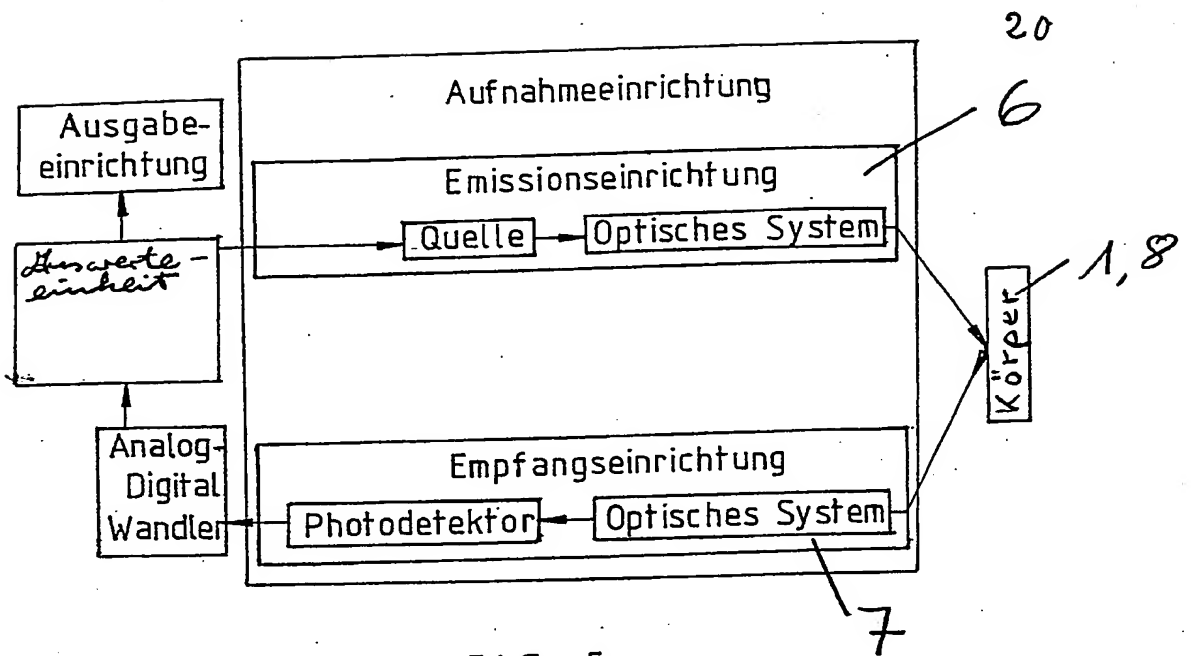 20
Aufnahmeeinrichtung
6
Ausgabe-
einrichtung
Emissionseinrichtung
Quelle
Optisches System
Auswerte-
einheit
1,8
Körper
Analog-
Digital
Wandler
Empfangseinrichtung
Photodetektor
Optisches System
7